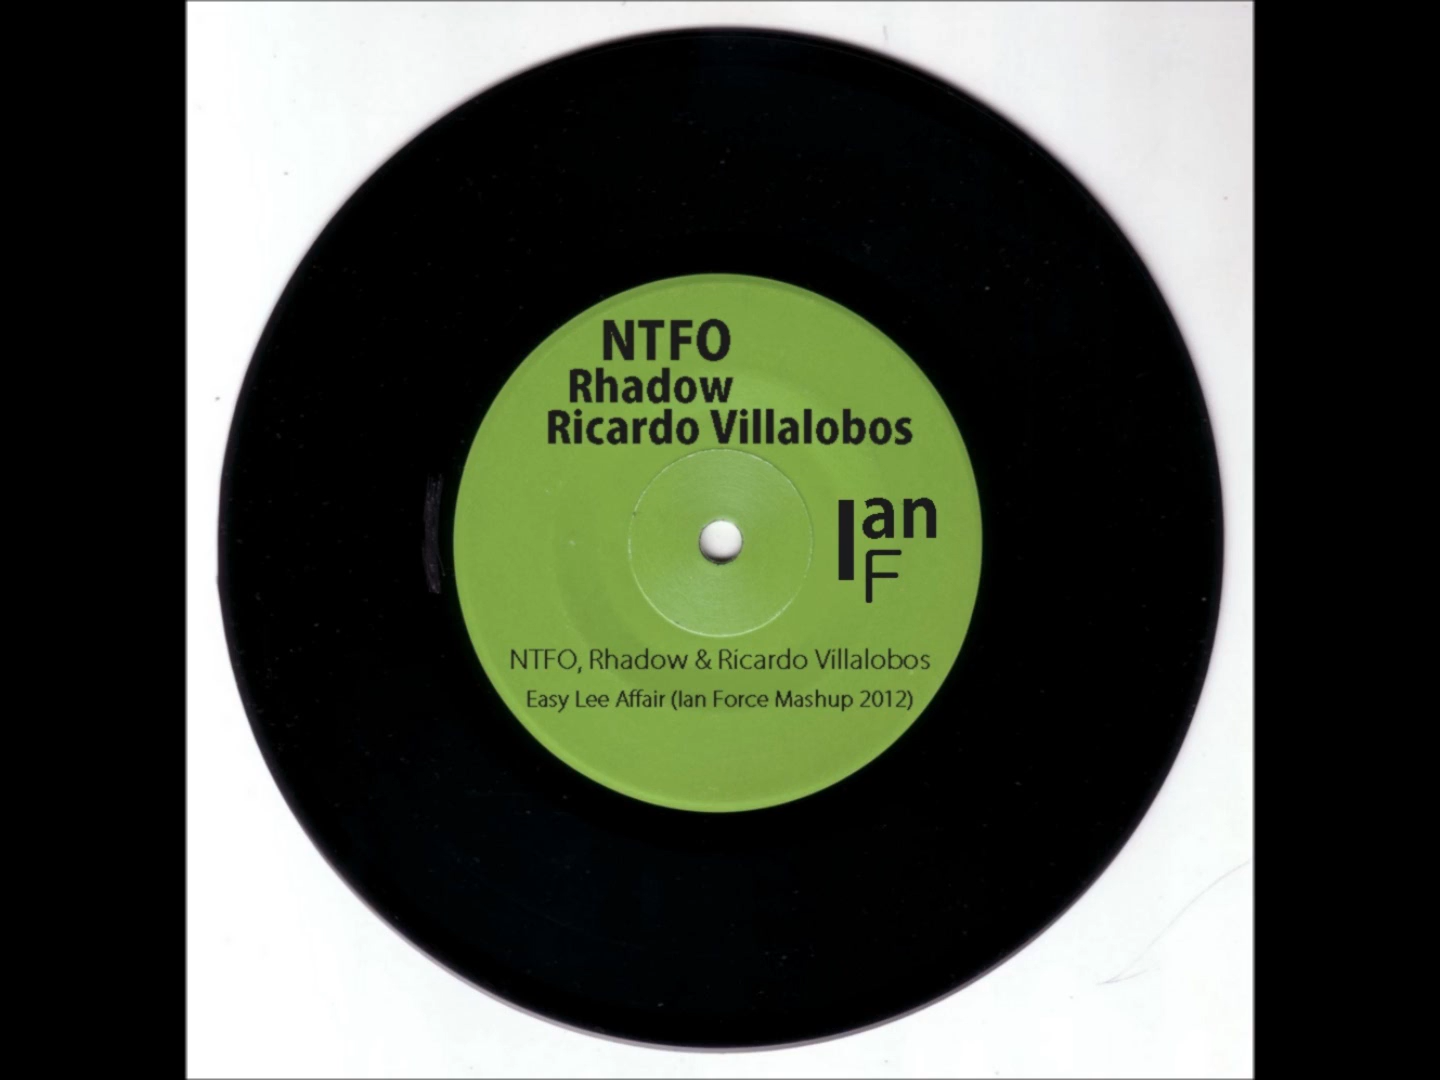 NTFO
Rhadow
Ricardo Villalobos
Ian
F
NTFO, Rhadow & Ricardo Villalobos
Easy Lee Affair (Ian Force Mashup 2012)